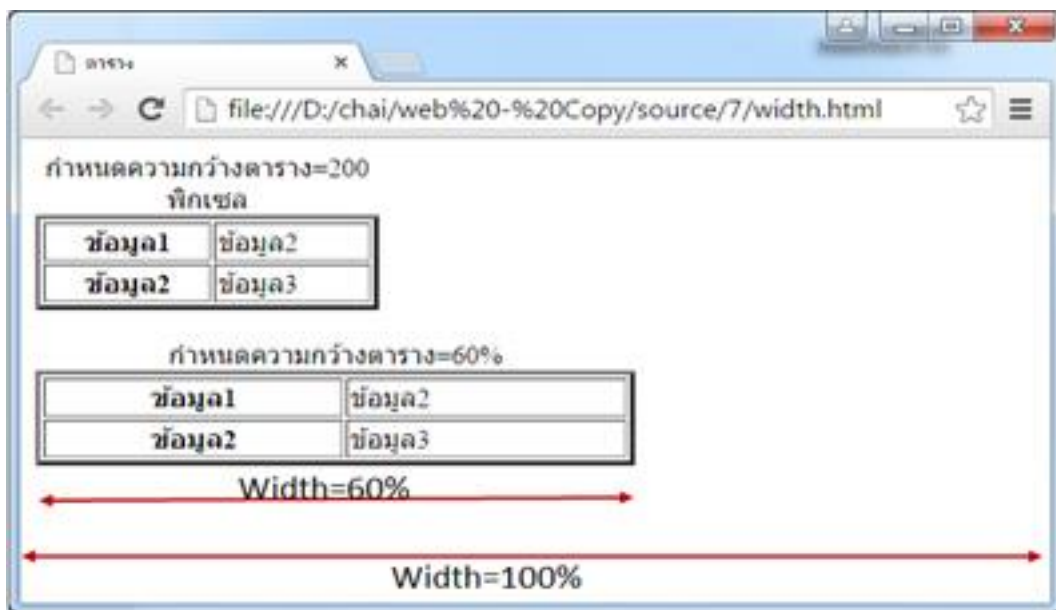 ตาราง
file:///D:/chai/web%20-%20Copy/source/7/width.html
กำหนดความกว้างตาราง=200
พิกเซล
ข้อมูล1 ข้อมูล2
ข้อมูล2 ข้อมูล3
กำหนดความกว้างตาราง=60%
ข้อมูล1 ข้อมูล2
ข้อมูล2 ข้อมูล3
Width=60%
Width=100%